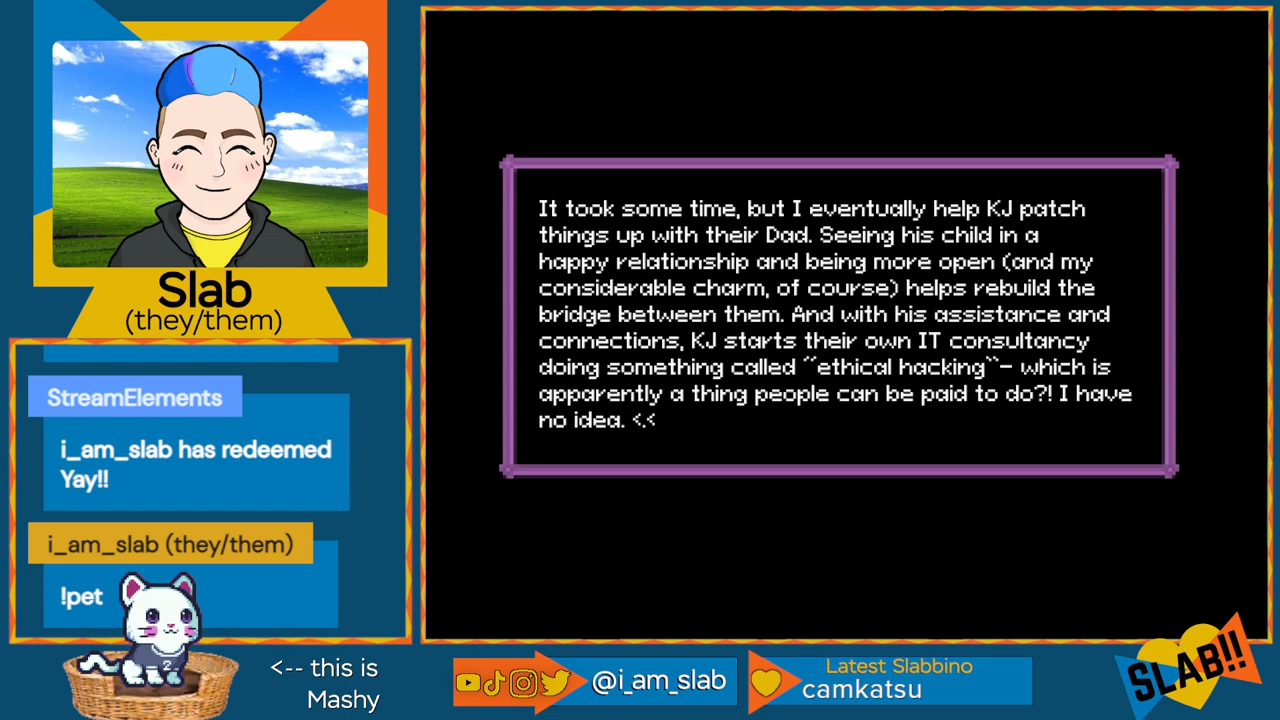 Slab
(they/them)
StreamElements
i_am_slab has redeemed
Yay!!
i_am_slab (they/them)
!pet
2
<-- this is
Mashy
It took some time, but I eventually help KJ patch
things up with their Dad. Seeing his child in a
happy relationship and being more open (and my
considerable charm, of course) helps rebuild the
bridge between them. And with his assistance and
connections, KJ starts their own IT consultancy
doing something called ``ethical hacking``- which is
apparently a thing people can be paid to do?! I have
no idea. <.<
@i_am_slab
Latest Slabbino
camkatsu
SLAB!!